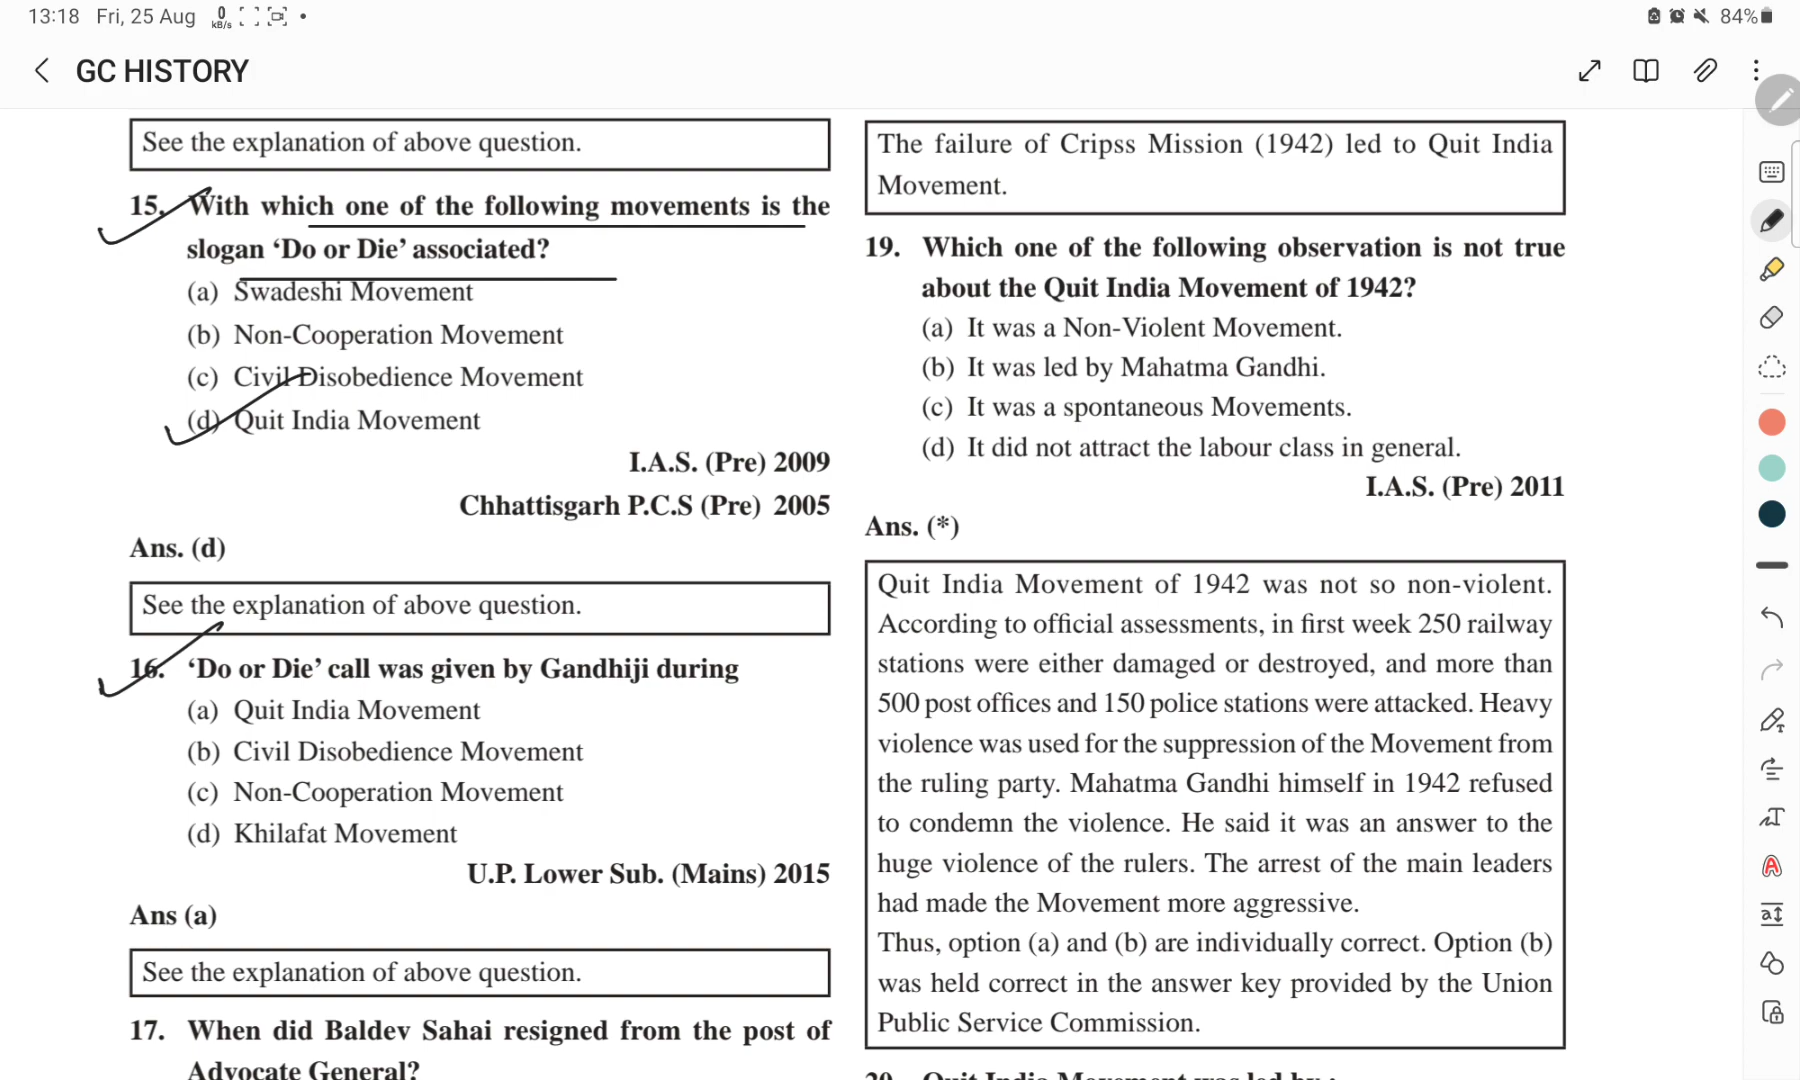 13:18 Fri, 25 Aug 0 kB/s 84%
GC HISTORY
See the explanation of above question.
15. With which one of the following movements is the
slogan ‘Do or Die’ associated?
(a) Swadeshi Movement
(b) Non-Cooperation Movement
(c) Civil Disobedience Movement
(d) Quit India Movement
I.A.S. (Pre) 2009
Chhattisgarh P.C.S (Pre) 2005
Ans. (d)
See the explanation of above question.
16. ‘Do or Die’ call was given by Gandhiji during
(a) Quit India Movement
(b) Civil Disobedience Movement
(c) Non-Cooperation Movement
(d) Khilafat Movement
U.P. Lower Sub. (Mains) 2015
Ans (a)
See the explanation of above question.
17. When did Baldev Sahai resigned from the post of
Advocate General?
The failure of Cripss Mission (1942) led to Quit India
Movement.
19. Which one of the following observation is not true
about the Quit India Movement of 1942?
(a) It was a Non-Violent Movement.
(b) It was led by Mahatma Gandhi.
(c) It was a spontaneous Movements.
(d) It did not attract the labour class in general.
I.A.S. (Pre) 2011
Ans. (*)
Quit India Movement of 1942 was not so non-violent.
According to official assessments, in first week 250 railway
stations were either damaged or destroyed, and more than
500 post offices and 150 police stations were attacked. Heavy
violence was used for the suppression of the Movement from
the ruling party. Mahatma Gandhi himself in 1942 refused
to condemn the violence. He said it was an answer to the
huge violence of the rulers. The arrest of the main leaders
had made the Movement more aggressive.
Thus, option (a) and (b) are individually correct. Option (b)
was held correct in the answer key provided by the Union
Public Service Commission.
20. Quit India Movement was led by :